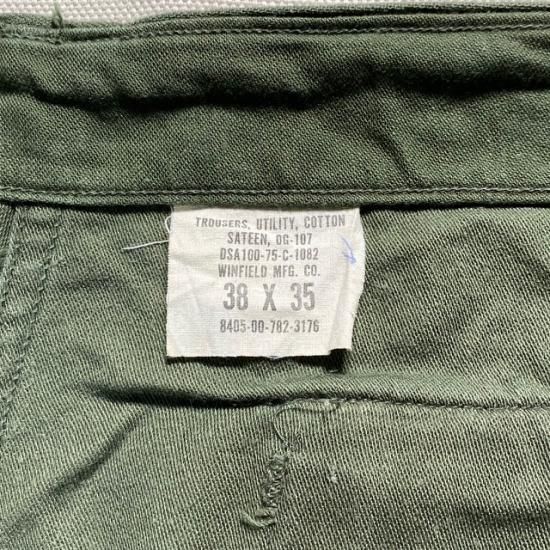 TROUSERS, UTILITY, COTTON
SATEEN, OG-107
DSA100-75-C-1082
WINFIELD MFG. CO.
38 X 35
8405-00-782-3176